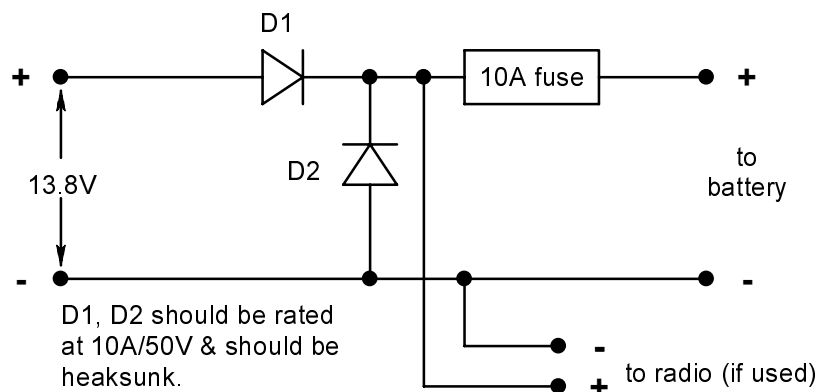 D1
+
10A fuse
+
13.8V
D2
to
battery
-
-
D1, D2 should be rated
at 10A/50V & should be
heaksunk.
-
+ to radio (if used)